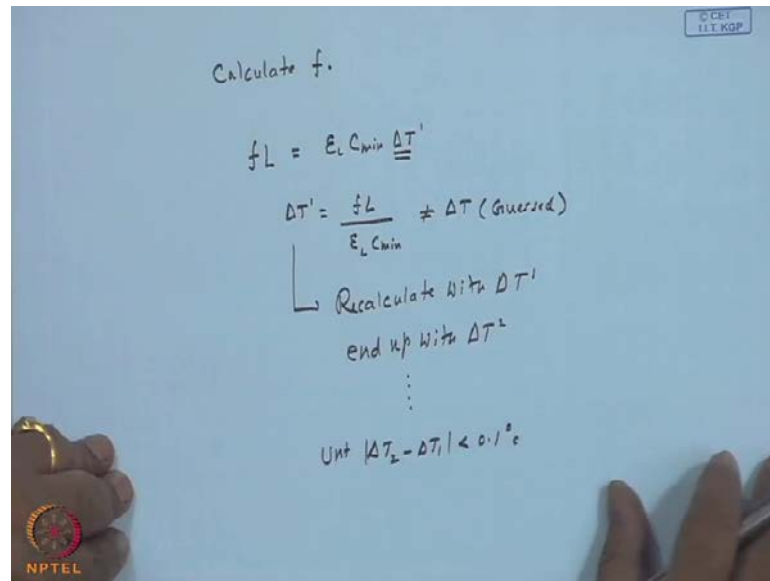 © CET
I.I.T. KGP
Calculate f.
fL = ε_L C_min ΔT'
ΔT' = fL / ε_L C_min ≠ ΔT (Guessed)
Recalculate with ΔT'
end up with ΔT²
⋮
Unt |ΔT₂ - ΔT₁| < 0.1°c
NPTEL